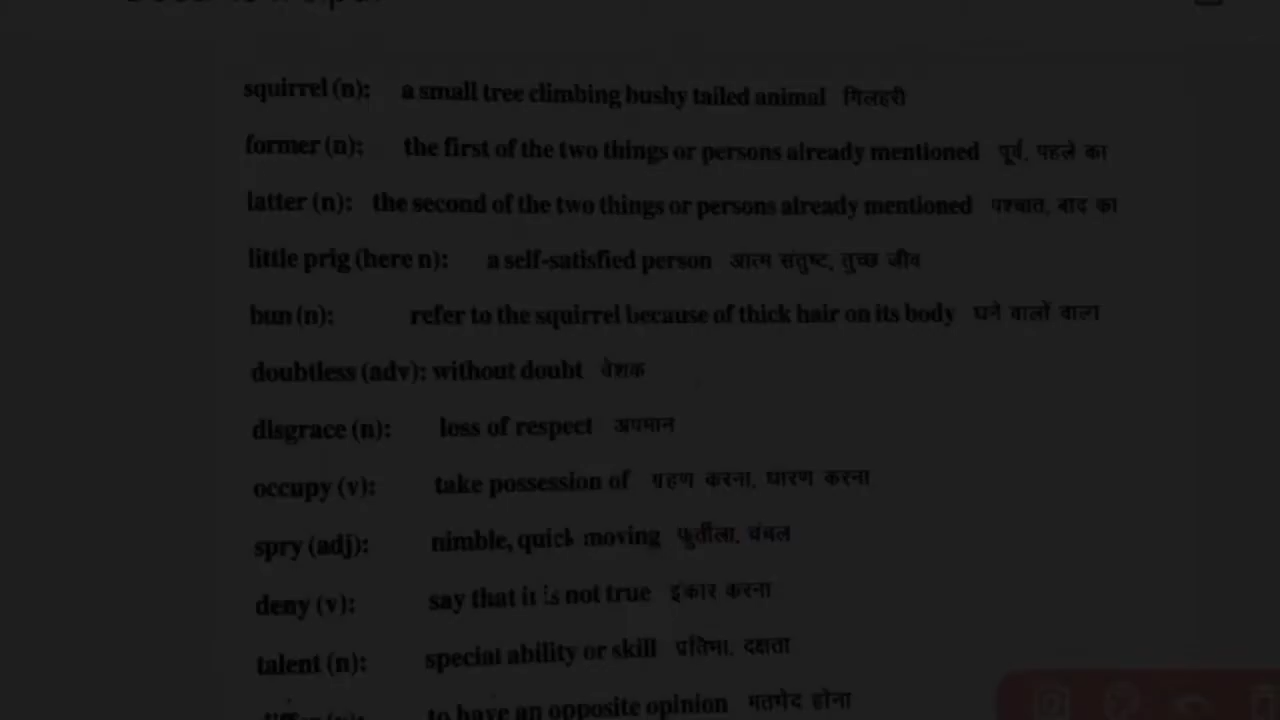 squirrel (n): a small tree climbing bushy tailed animal गिलहरी
former (n): the first of the two things or persons already mentioned पूर्व, पहले का
latter (n): the second of the two things or persons already mentioned पश्चात, बाद का
little prig (here n): a self-satisfied person आत्म संतुष्ट, तुच्छ जीव
bun (n): refer to the squirrel because of thick hair on its body घने बालों वाला
doubtless (adv): without doubt बेशक
disgrace (n): loss of respect अपमान
occupy (v): take possession of ग्रहण करना, धारण करना
spry (adj): nimble, quick moving फुर्तीला, चंचल
deny (v): say that it is not true इंकार करना
talent (n): special ability or skill प्रतिभा, दक्षता
to have an opposite opinion मतभेद होना